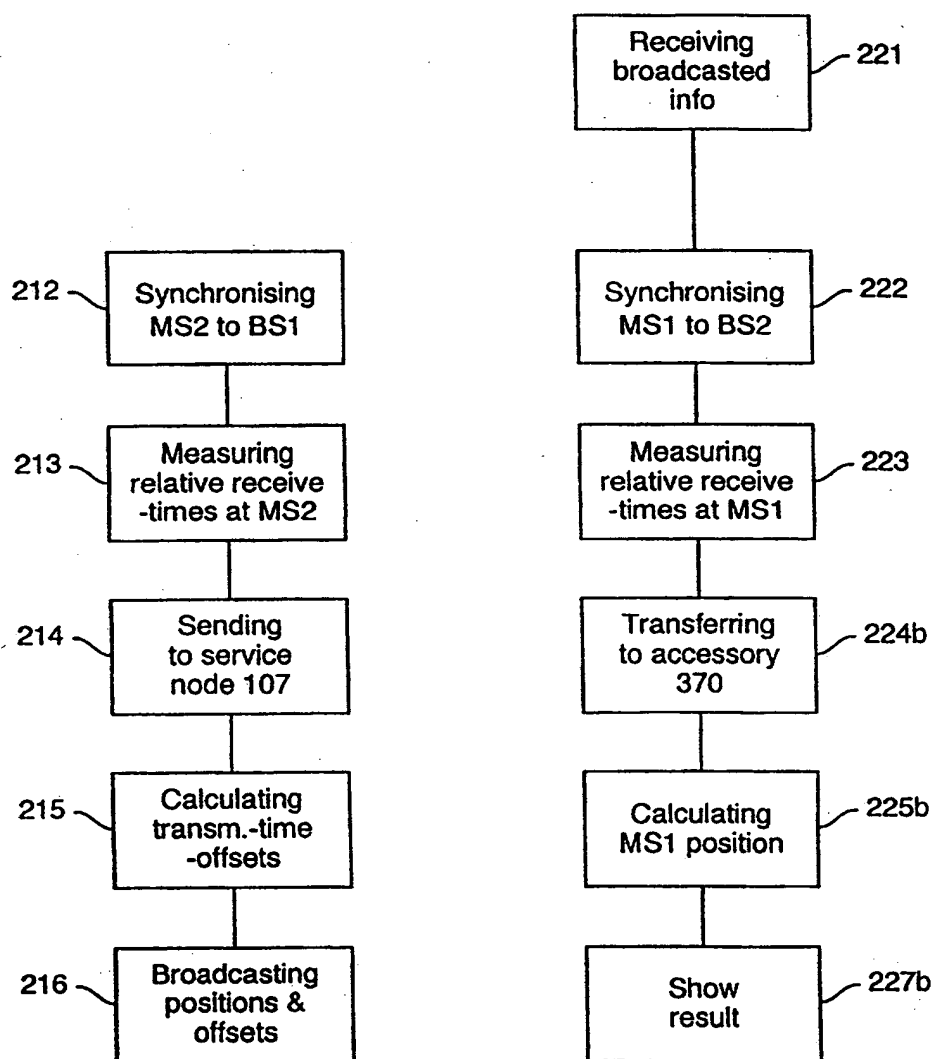 Receiving
broadcasted
info
221
212
Synchronising
MS2 to BS1
Synchronising
MS1 to BS2
222
213
Measuring
relative receive
-times at MS2
Measuring
relative receive
-times at MS1
223
214
Sending
to service
node 107
Transferring
to accessory
370
224b
215
Calculating
transm.-time
-offsets
Calculating
MS1 position
225b
216
Broadcasting
positions &
offsets
Show
result
227b